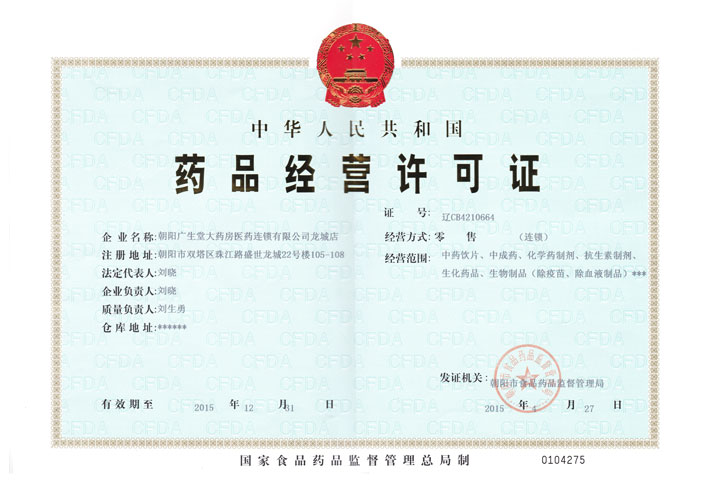 中华人民共和国
药品经营许可证
证 号:辽CB4210664
企业名称:朝阳广生堂大药房医药连锁有限公司龙城店
经营方式:零 售 (连锁)
注册地址:朝阳市双塔区珠江路盛世龙城22号楼105-108
经营范围:中药饮片、中成药、化学药制剂、抗生素制剂、
生化药品、生物制品(除疫苗、除血液制品)***
法定代表人:刘晓
企业负责人:刘晓
质量负责人:刘生勇
仓库地址:******
发证机关:朝阳市食品药品监督管理局
有效期至 2015 年 12 月 31 日
2015 年 4 月 27 日
国家食品药品监督管理总局制
0104275
CFDA